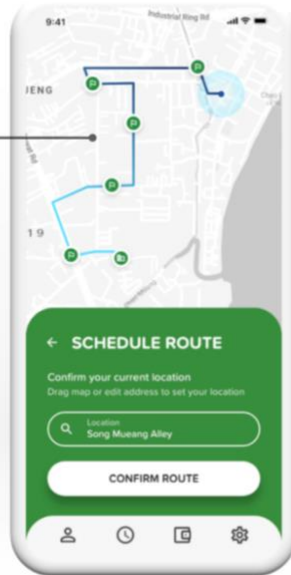 9:41
Industrial Ring Rd
JENG
19
← SCHEDULE ROUTE
Confirm your current location
Drag map or edit address to set your location
Location
Song Mueang Alley
CONFIRM ROUTE